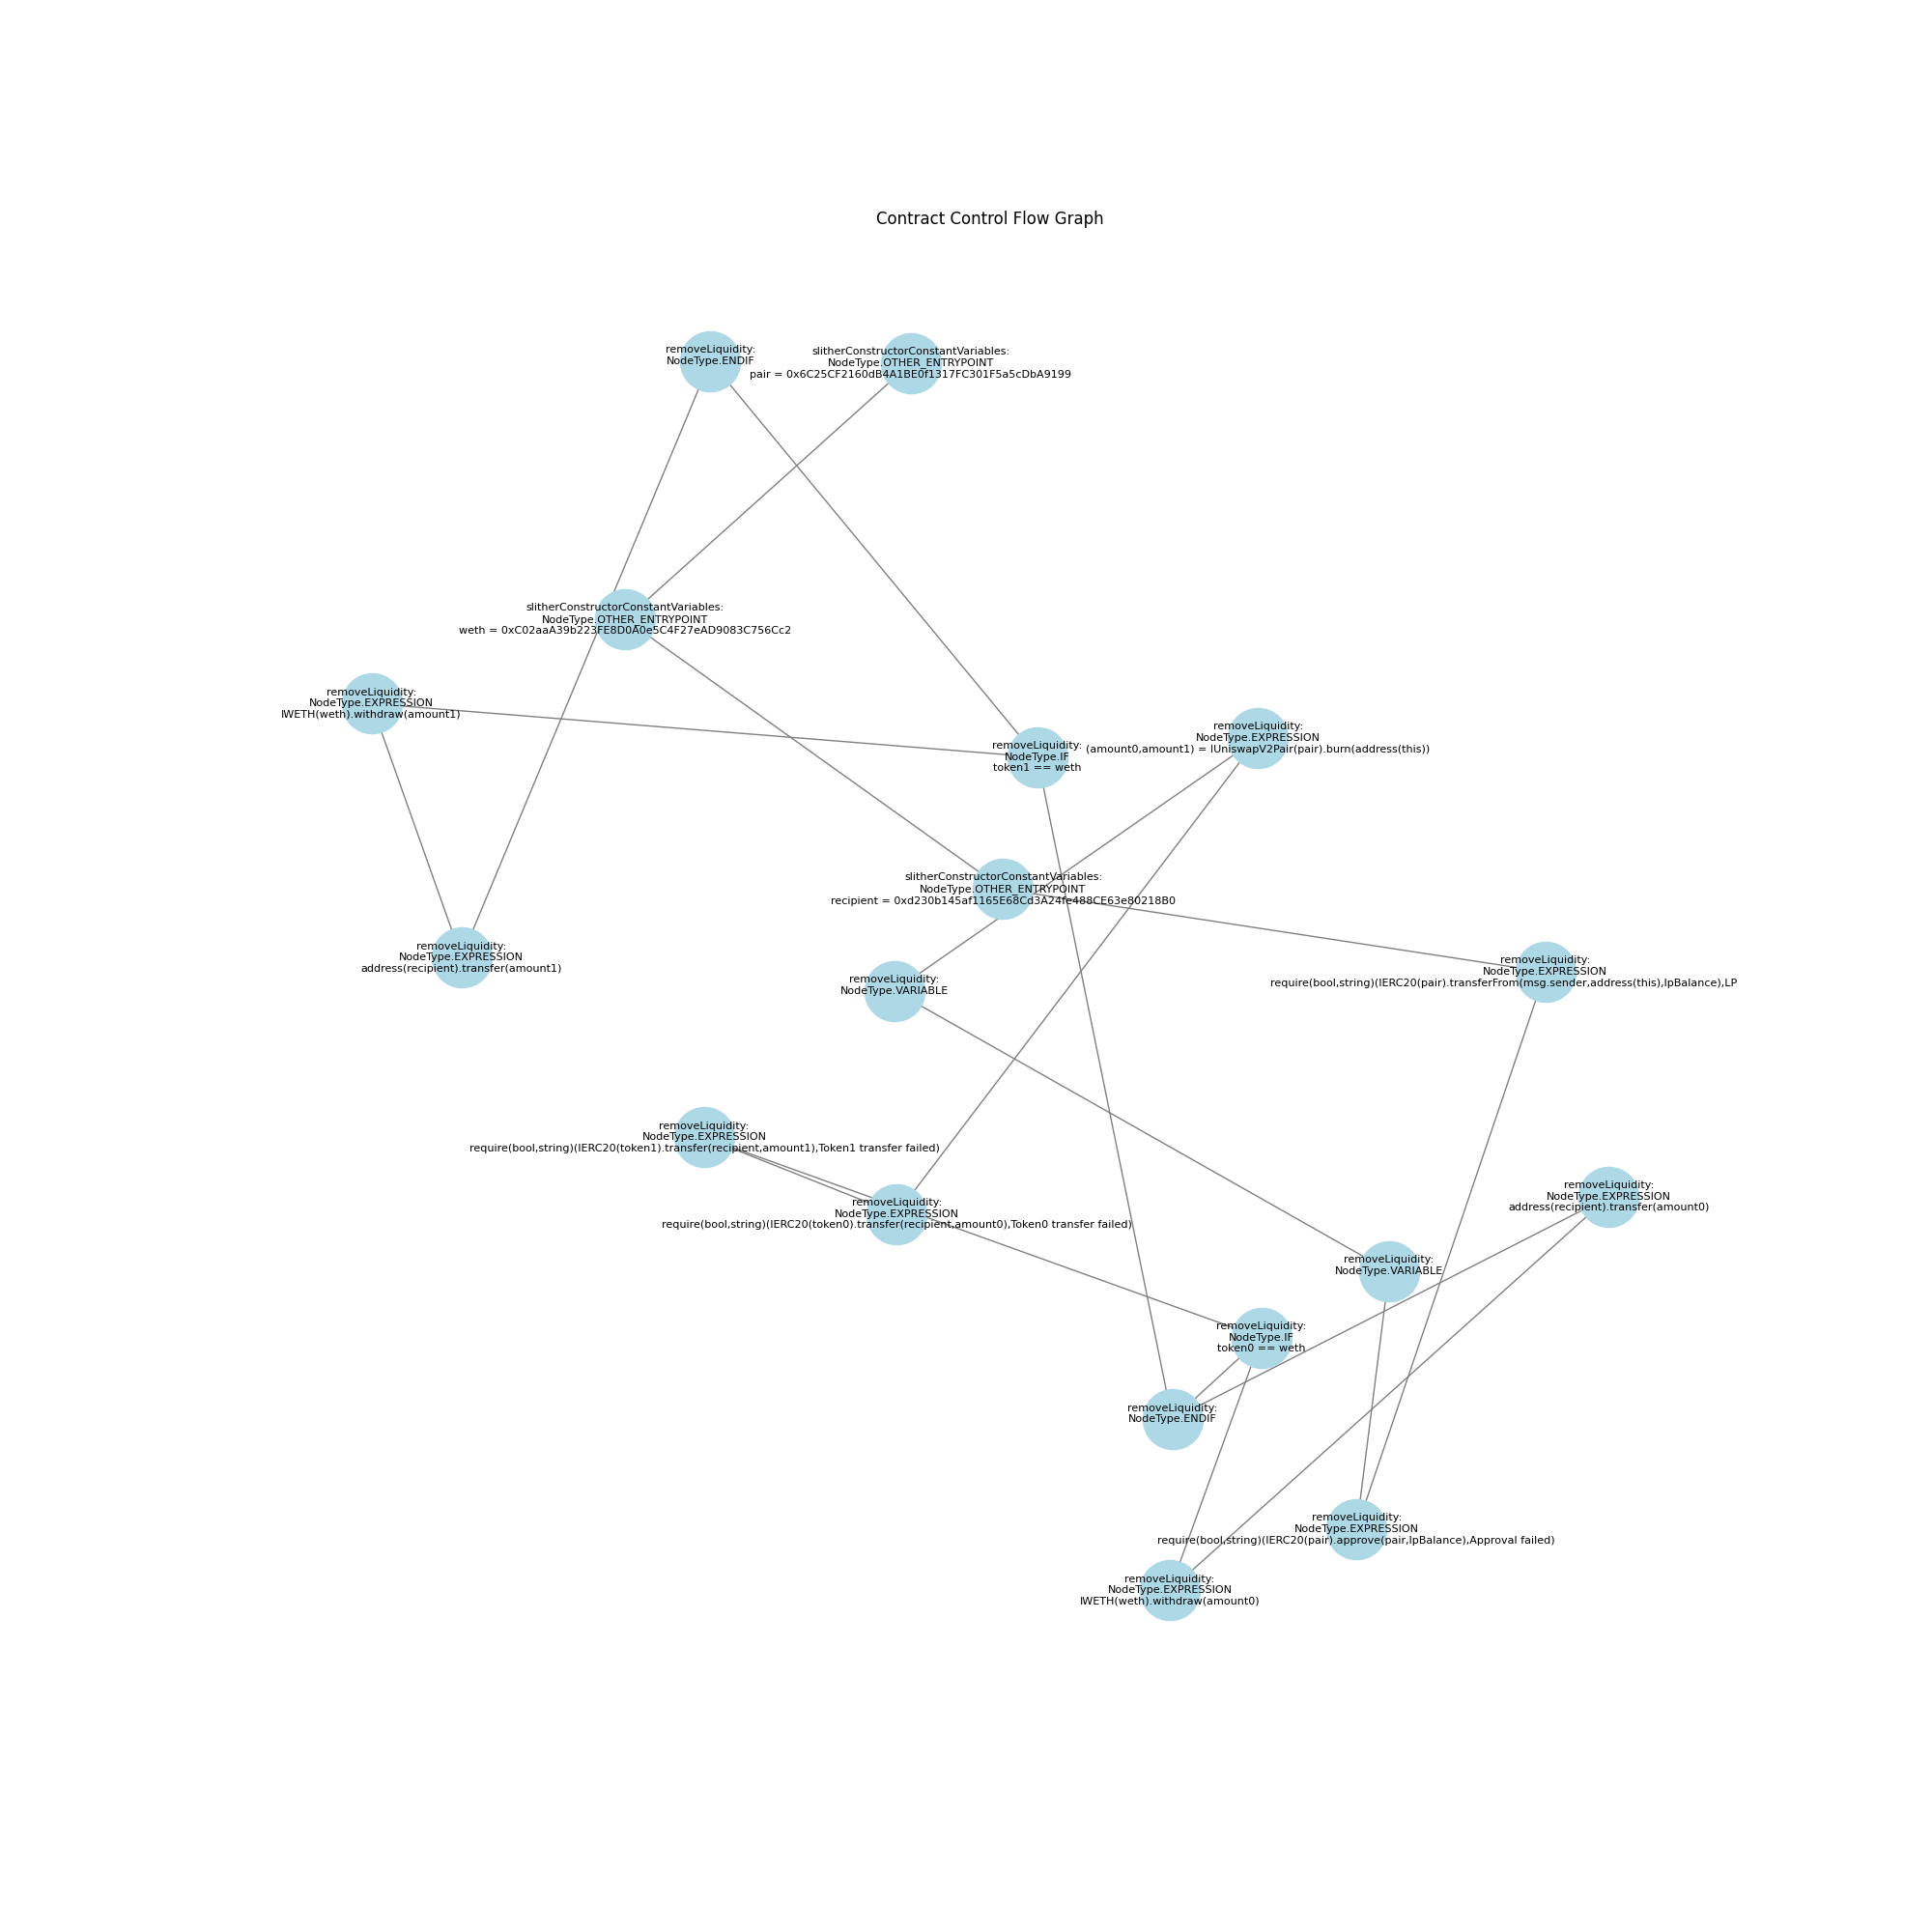 Contract Control Flow Graph
removeLiquidity:
NodeType.ENDIF
slitherConstructorConstantVariables:
NodeType.OTHER_ENTRYPOINT
pair = 0x6C25CF2160dB4A1BE0f1317FC301F5a5cDbA9199
slitherConstructorConstantVariables:
NodeType.OTHER_ENTRYPOINT
weth = 0xC02aaA39b223FE8D0A0e5C4F27eAD9083C756Cc2
removeLiquidity:
NodeType.EXPRESSION
IWETH(weth).withdraw(amount1)
removeLiquidity:
NodeType.IF
token1 == weth
removeLiquidity:
NodeType.EXPRESSION
(amount0,amount1) = IUniswapV2Pair(pair).burn(address(this))
slitherConstructorConstantVariables:
NodeType.OTHER_ENTRYPOINT
recipient = 0xd230b145af1165E68Cd3A24fe488CE63e80218B0
removeLiquidity:
NodeType.EXPRESSION
address(recipient).transfer(amount1)
removeLiquidity:
NodeType.VARIABLE
removeLiquidity:
NodeType.EXPRESSION
require(bool,string)(IERC20(pair).transferFrom(msg.sender,address(this),lpBalance),LP
removeLiquidity:
NodeType.EXPRESSION
require(bool,string)(IERC20(token1).transfer(recipient,amount1),Token1 transfer failed)
removeLiquidity:
NodeType.EXPRESSION
require(bool,string)(IERC20(token0).transfer(recipient,amount0),Token0 transfer failed)
removeLiquidity:
NodeType.EXPRESSION
address(recipient).transfer(amount0)
removeLiquidity:
NodeType.VARIABLE
removeLiquidity:
NodeType.IF
token0 == weth
removeLiquidity:
NodeType.ENDIF
removeLiquidity:
NodeType.EXPRESSION
require(bool,string)(IERC20(pair).approve(pair,lpBalance),Approval failed)
removeLiquidity:
NodeType.EXPRESSION
IWETH(weth).withdraw(amount0)